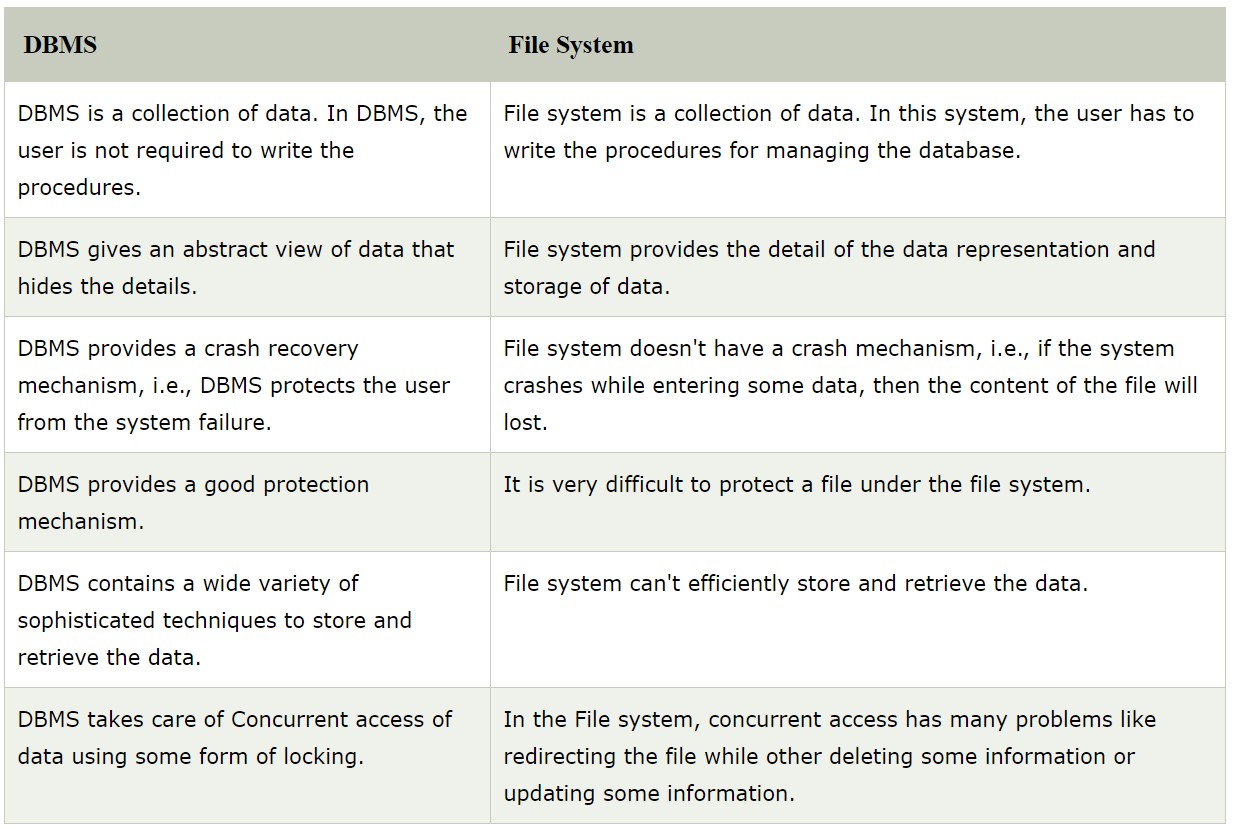 DBMS
File System
DBMS is a collection of data. In DBMS, the
user is not required to write the
procedures.
File system is a collection of data. In this system, the user has to
write the procedures for managing the database.
DBMS gives an abstract view of data that
hides the details.
File system provides the detail of the data representation and
storage of data.
DBMS provides a crash recovery
mechanism, i.e., DBMS protects the user
from the system failure.
File system doesn't have a crash mechanism, i.e., if the system
crashes while entering some data, then the content of the file will
lost.
DBMS provides a good protection
mechanism.
It is very difficult to protect a file under the file system.
DBMS contains a wide variety of
sophisticated techniques to store and
retrieve the data.
File system can't efficiently store and retrieve the data.
DBMS takes care of Concurrent access of
data using some form of locking.
In the File system, concurrent access has many problems like
redirecting the file while other deleting some information or
updating some information.